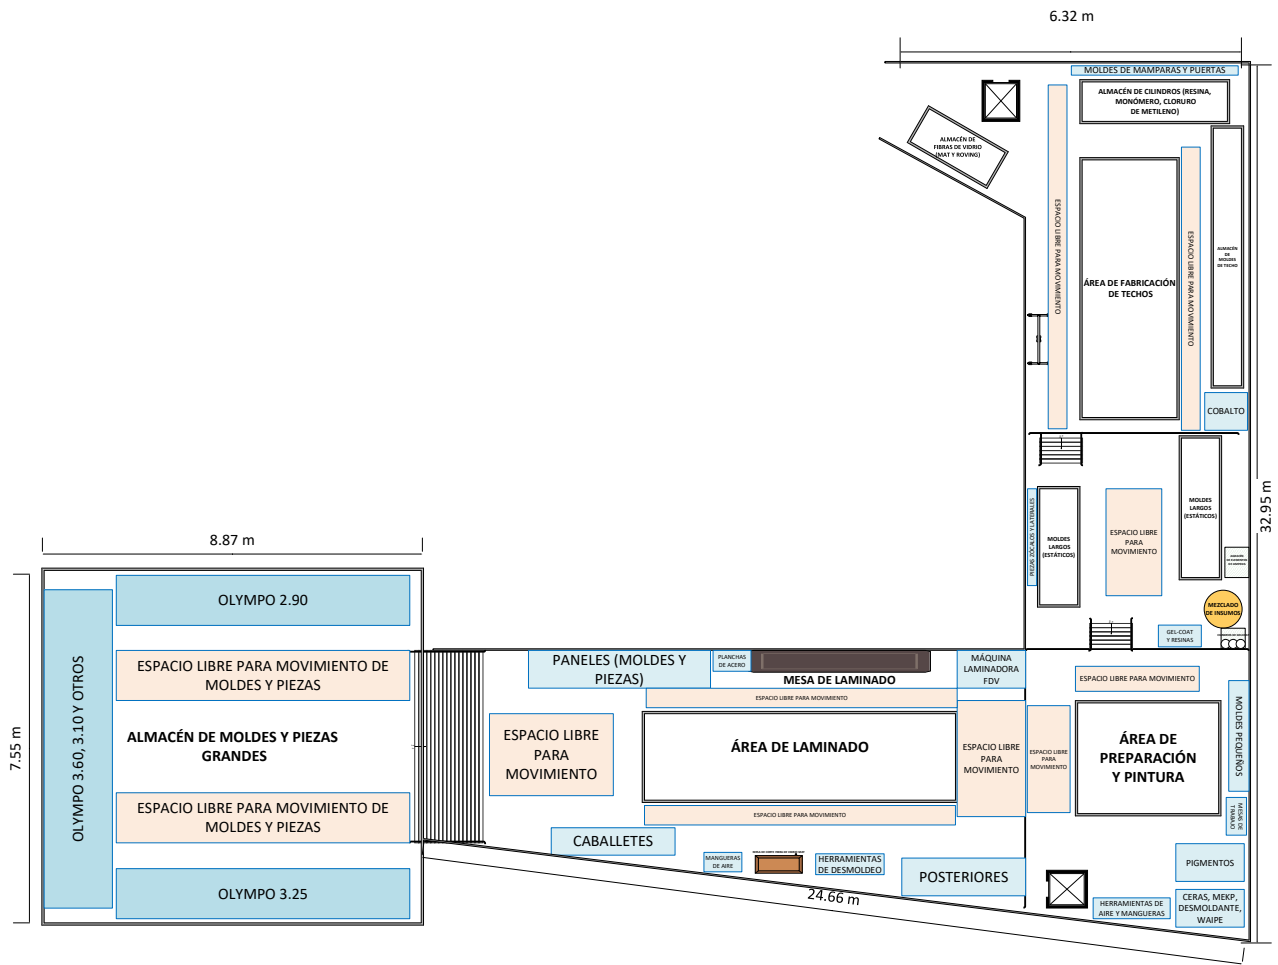 6.32 m
MOLDES DE MAMPARAS Y PUERTAS
ALMACÉN DE CILINDROS (RESINA,
MONÓMERO, CLORURO
DE METILENO)
ALMACÉN DE
FIBRAS DE VIDRIO
(MAT Y ROVING)
ESPACIO LIBRE PARA MOVIMIENTO
ÁREA DE FABRICACIÓN
DE TECHOS
ESPACIO LIBRE PARA MOVIMIENTO
ALMACÉN
DE
MOLDES
DE TECHO
COBALTO
32.95 m
PIEZAS ZÓCALOS Y LATERALES
MOLDES
LARGOS
(ESTÁTICOS)
ESPACIO LIBRE
PARA
MOVIMIENTO
MOLDES
LARGOS
(ESTÁTICOS)
MEZCLADO
DE INSUMOS
GEL-COAT
Y RESINAS
8.87 m
7.55 m
OLYMPO 3.60, 3.10 Y OTROS
OLYMPO 2.90
ESPACIO LIBRE PARA MOVIMIENTO DE
MOLDES Y PIEZAS
ALMACÉN DE MOLDES Y PIEZAS
GRANDES
ESPACIO LIBRE PARA MOVIMIENTO DE
MOLDES Y PIEZAS
OLYMPO 3.25
PANELES (MOLDES Y
PIEZAS)
PLANCHAS
DE ACERO
MESA DE LAMINADO
MÁQUINA
LAMINADORA
FDV
ESPACIO LIBRE PARA MOVIMIENTO
ESPACIO LIBRE
PARA
MOVIMIENTO
ÁREA DE LAMINADO
ESPACIO LIBRE
PARA
MOVIMIENTO
ESPACIO LIBRE PARA MOVIMIENTO
CABALLETES
MANGUERAS
DE AIRE
HERRAMIENTAS
DE DESMOLDEO
POSTERIORES
24.66 m
ESPACIO LIBRE PARA MOVIMIENTO
ESPACIO LIBRE
PARA
MOVIMIENTO
ÁREA DE
PREPARACIÓN
Y PINTURA
MOLDES PEQUEÑOS
MESAS DE
TRABAJO
PIGMENTOS
HERRAMIENTAS DE
AIRE Y MANGUERAS
CERAS, MEKP,
DESMOLDANTE,
WAIPE